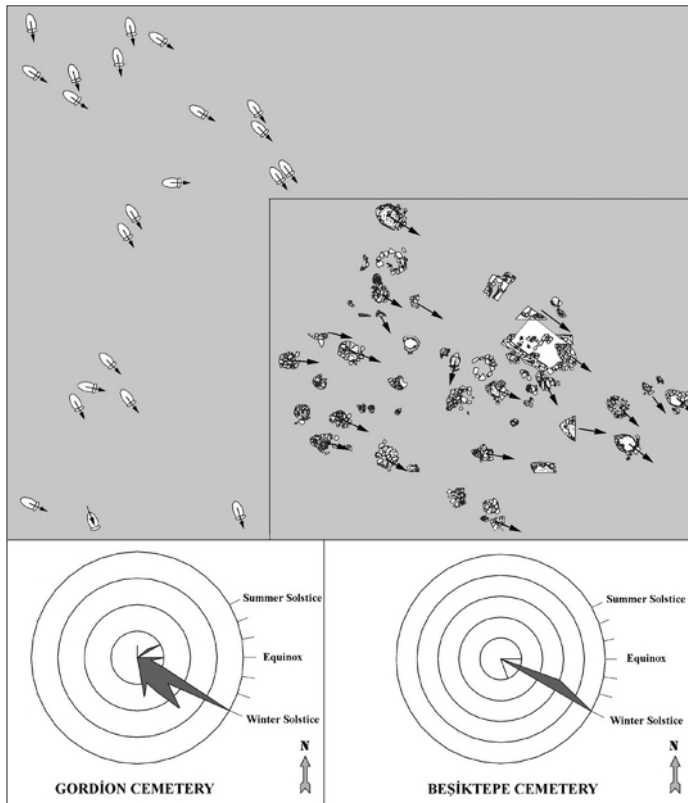 Summer Solstice
Equinox
Winter Solstice
N
GORDİON CEMETERY
Summer Solstice
Equinox
Winter Solstice
N
BEŞİKTEPE CEMETERY